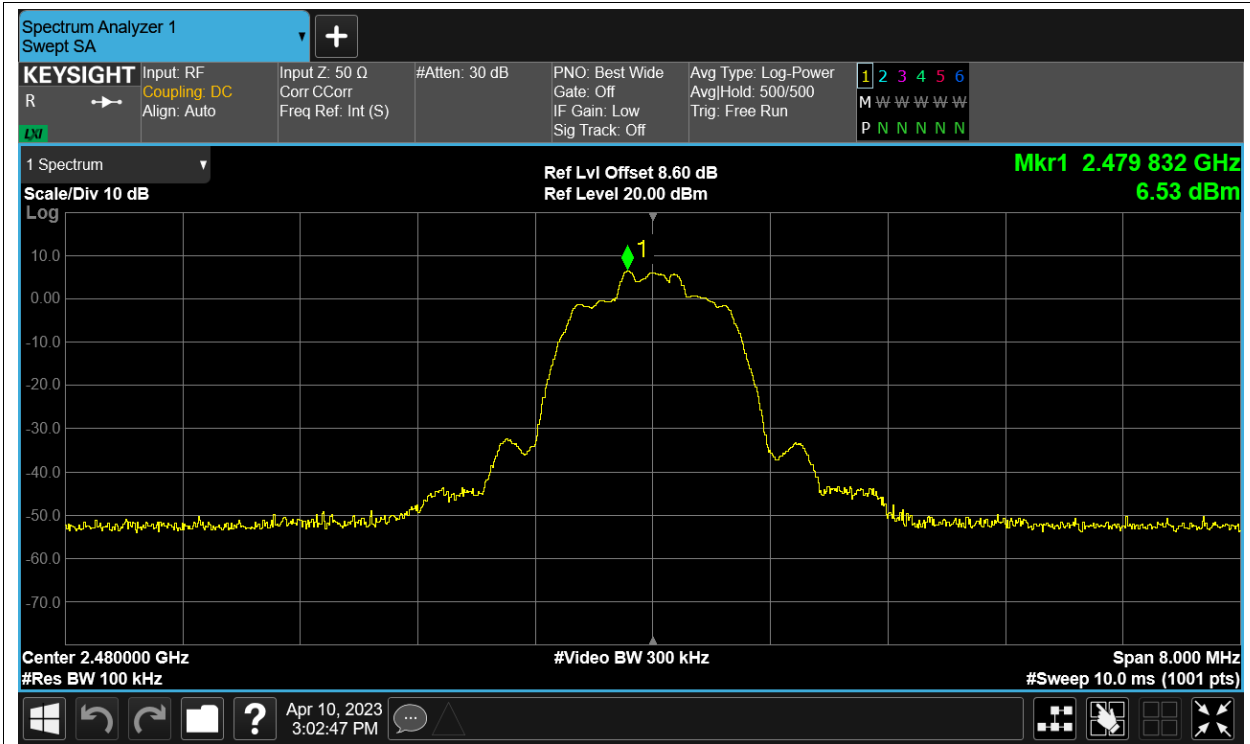 Spectrum Analyzer 1
Swept SA
+
KEYSIGHT
R
LXI
Input: RF
Coupling: DC
Align: Auto
Input Z: 50 Ω
Corr CCorr
Freq Ref: Int (S)
#Atten: 30 dB
PNO: Best Wide
Gate: Off
IF Gain: Low
Sig Track: Off
Avg Type: Log-Power
Avg|Hold: 500/500
Trig: Free Run
1 2 3 4 5 6
M W W W W W
P N N N N N
1 Spectrum
Scale/Div 10 dB
Log
Ref Lvl Offset 8.60 dB
Ref Level 20.00 dBm
Mkr1 2.479 832 GHz
6.53 dBm
1
10.0
0.00
-10.0
-20.0
-30.0
-40.0
-50.0
-60.0
-70.0
Center 2.480000 GHz
#Res BW 100 kHz
#Video BW 300 kHz
Span 8.000 MHz
#Sweep 10.0 ms (1001 pts)
?
Apr 10, 2023
3:02:47 PM